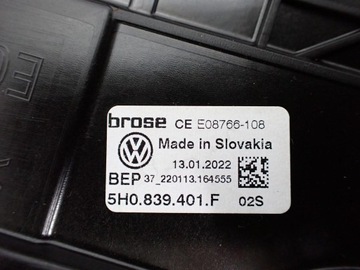 brose CE E08766-108
Made in Slovakia
13.01.2022
BEP 37_220113.164555
5H0.839.401.F 02S